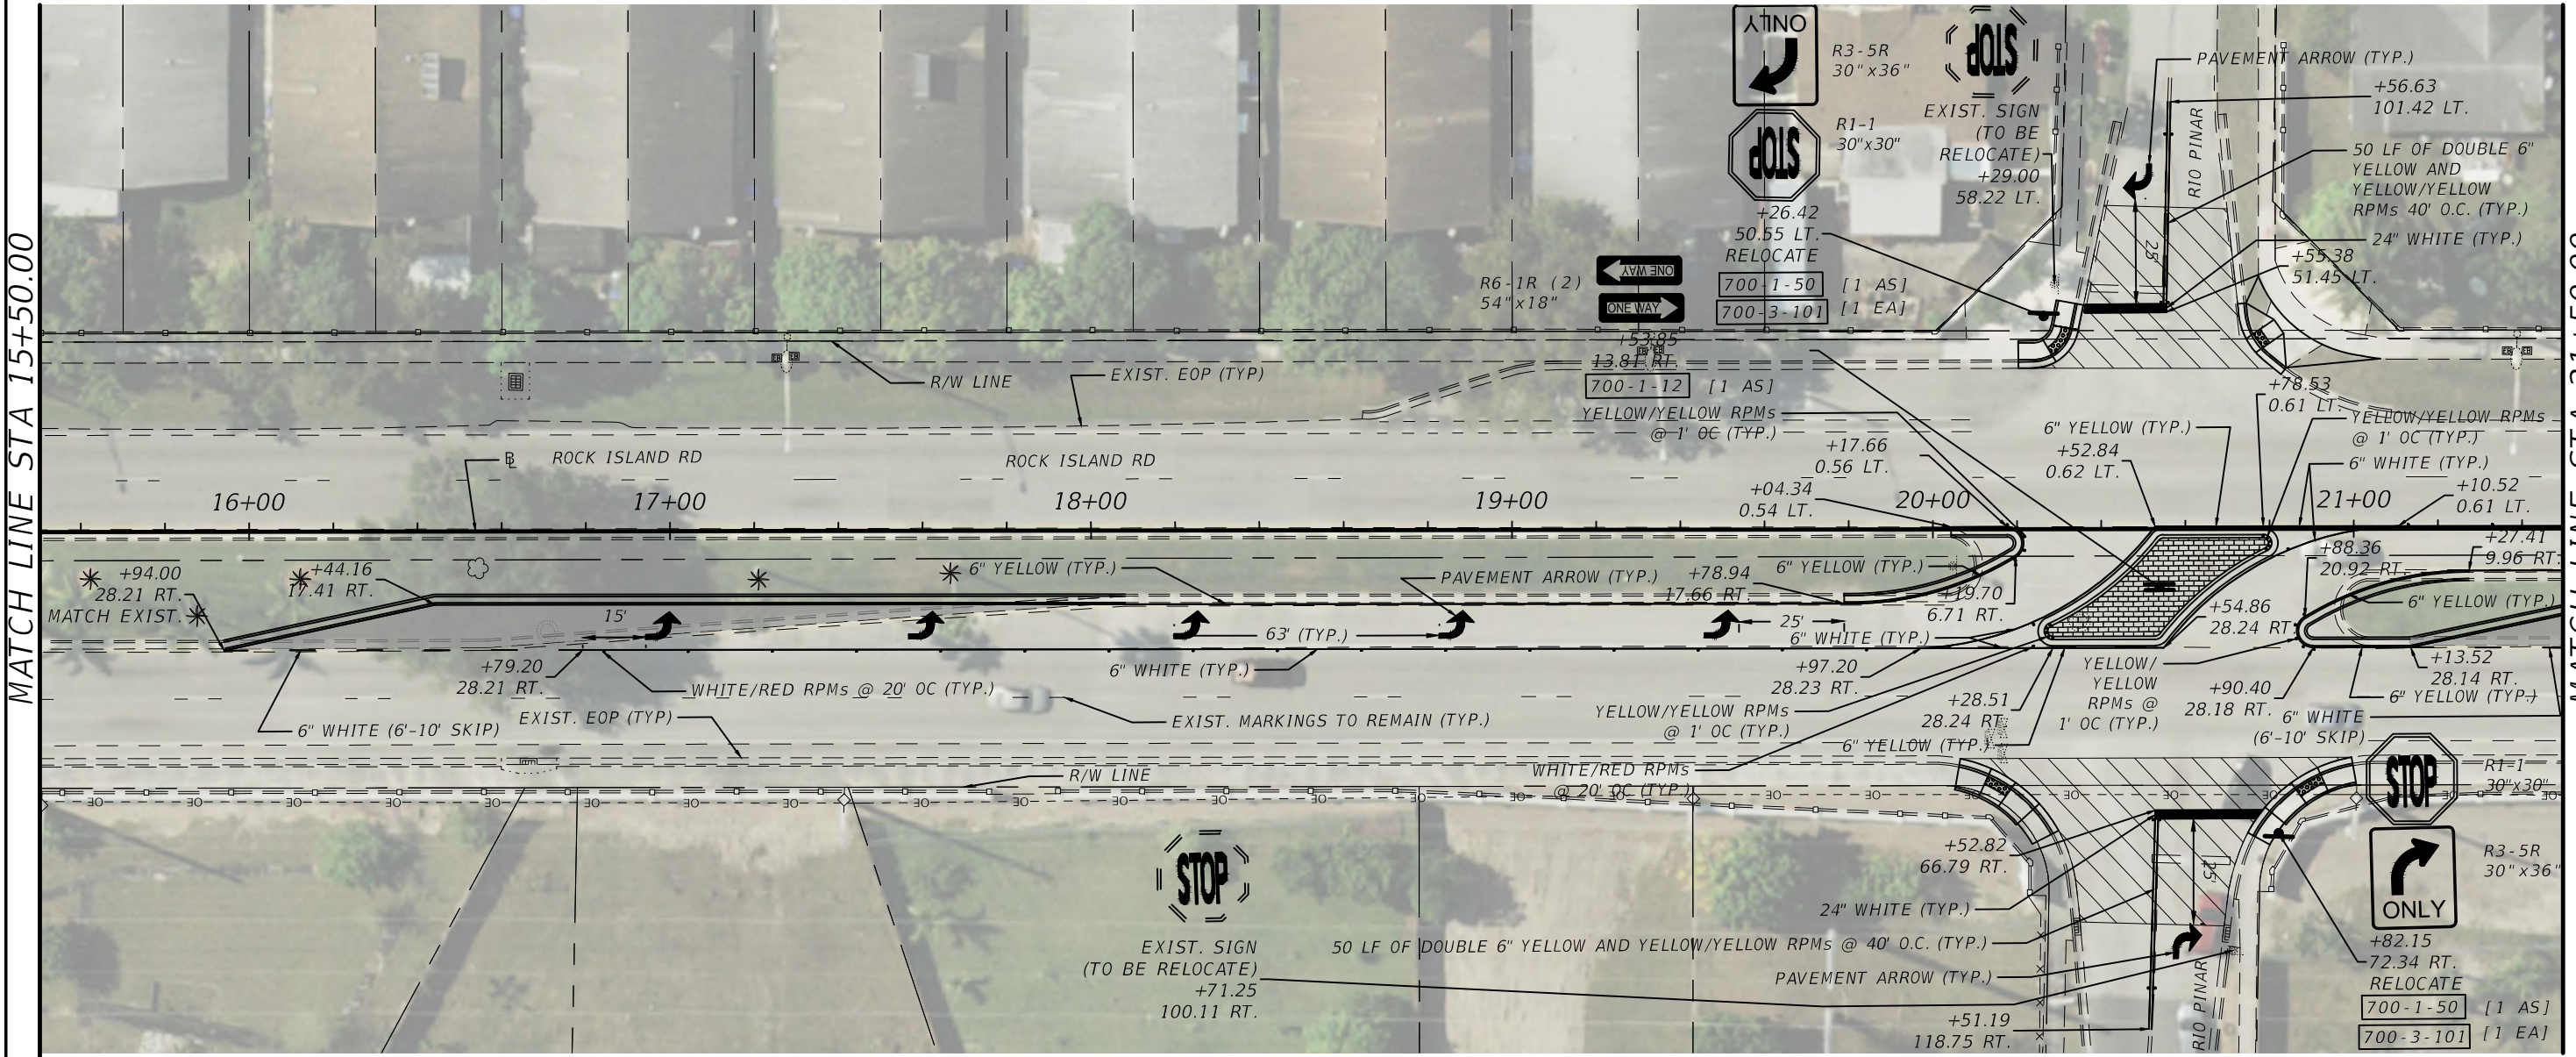 MATCH LINE STA 15+50.00
ONLY
R3-5R
30"x36"
STOP
R1-1
30"x30"
STOP
EXIST. SIGN
(TO BE
RELOCATE)
+29.00
58.22 LT.
+26.42
50.55 LT.
RELOCATE
700-1-50 [1 AS]
700-3-101 [1 EA]
R6-1R (2)
54"x18"
ONE WAY
ONE WAY
+53.85
13.81 RT.
700-1-12 [1 AS]
YELLOW/YELLOW RPMs
@ 1' OC (TYP.)
PAVEMENT ARROW (TYP.)
+56.63
101.42 LT.
RIO PINAR
50 LF OF DOUBLE 6"
YELLOW AND
YELLOW/YELLOW
RPMs 40' O.C. (TYP.)
24" WHITE (TYP.)
25'
+55.38
51.45 LT.
R/W LINE
EXIST. EOP (TYP)
+78.53
0.61 LT.
YELLOW/YELLOW RPMs
@ 1' OC (TYP.)
6" YELLOW (TYP.)
+52.84
0.62 LT.
6" WHITE (TYP.)
+17.66
0.56 LT.
+04.34
0.54 LT.
+10.52
0.61 LT.
BL ROCK ISLAND RD
ROCK ISLAND RD
16+00
17+00
18+00
19+00
20+00
21+00
+94.00
28.21 RT.
MATCH EXIST.
+44.16
17.41 RT.
6" YELLOW (TYP.)
PAVEMENT ARROW (TYP.)
+78.94
17.66 RT.
6" YELLOW (TYP.)
+19.70
6.71 RT.
+88.36
20.92 RT.
+27.41
9.96 RT.
6" YELLOW (TYP.)
+54.86
28.24 RT.
15'
63' (TYP.)
25'
6" WHITE (TYP.)
+79.20
28.21 RT.
WHITE/RED RPMs @ 20' OC (TYP.)
6" WHITE (TYP.)
+97.20
28.23 RT.
YELLOW/
YELLOW
RPMs @
1' OC (TYP.)
+90.40
28.18 RT.
+13.52
28.14 RT.
6" YELLOW (TYP.)
6" WHITE
(6'-10' SKIP)
6" WHITE (6'-10' SKIP)
EXIST. EOP (TYP)
EXIST. MARKINGS TO REMAIN (TYP.)
YELLOW/YELLOW RPMs
@ 1' OC (TYP.)
+28.51
28.24 RT.
6" YELLOW (TYP.)
R/W LINE
WHITE/RED RPMs
@ 20' OC (TYP.)
STOP
R1-1
30"x30"
ONLY
R3-5R
30"x36"
+82.15
72.34 RT.
RELOCATE
700-1-50 [1 AS]
700-3-101 [1 EA]
STOP
EXIST. SIGN
(TO BE RELOCATE)
+71.25
100.11 RT.
+52.82
66.79 RT.
24" WHITE (TYP.)
50 LF OF DOUBLE 6" YELLOW AND YELLOW/YELLOW RPMs @ 40' O.C. (TYP.)
PAVEMENT ARROW (TYP.)
+51.19
118.75 RT.
25'
RIO PINAR